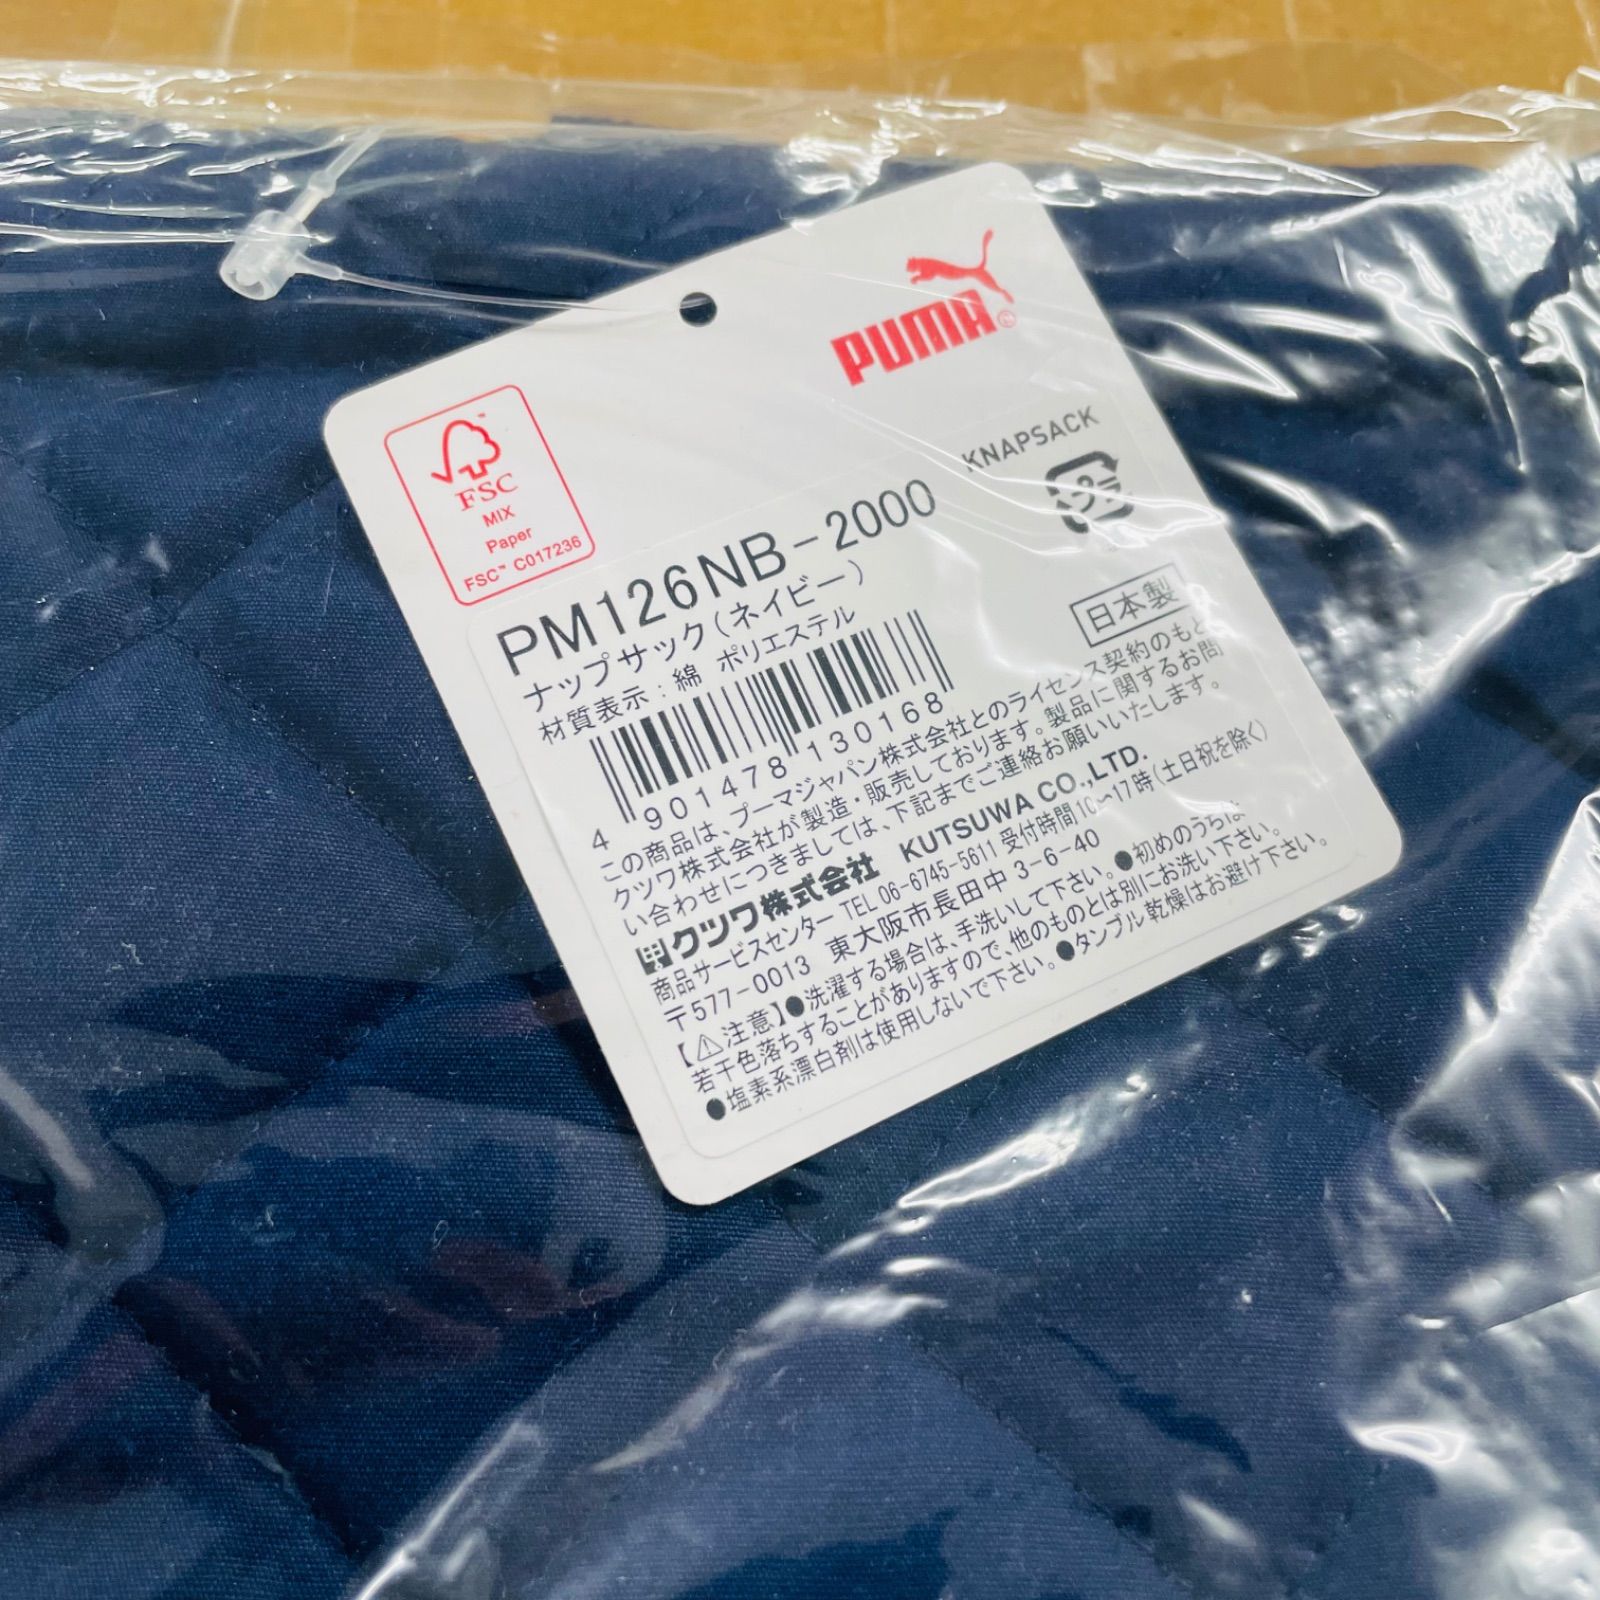 PUMA
FSC
MIX
Paper
FSC™ C017236
KNAPSACK
プラ
PM126NB-2000
ナップサック(ネイビー)
材質表示:綿 ポリエステル
日本製
4 901478 130168
この商品は、プーマジャパン株式会社とのライセンス契約のもと
クツワ株式会社が製造・販売しております。製品に関するお問
い合わせにつきましては、下記までご連絡お願いいたします。
クツワ株式会社 KUTSUWA CO.,LTD.
商品サービスセンター TEL 06-6745-5611 受付時間10~17時(土日祝を除く)
〒577-0013 東大阪市長田中 3-6-40
【⚠注意】●洗濯する場合は、手洗いして下さい。●初めのうちは
若干色落ちすることがありますので、他のものとは別にお洗い下さい。
●塩素系漂白剤は使用しないで下さい。●タンブル乾燥はお避け下さい。